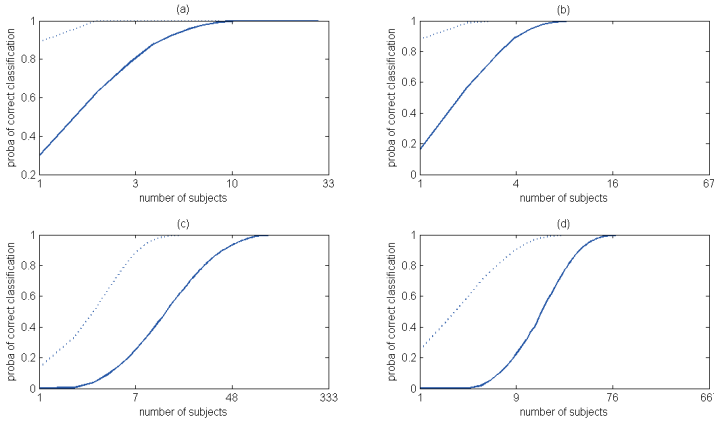 (a)
proba of correct classification
1
0.8
0.6
0.4
0.2
1 3 10 33
number of subjects
(b)
proba of correct classification
1
0.8
0.6
0.4
0.2
0
1 4 16 67
number of subjects
(c)
proba of correct classification
1
0.8
0.6
0.4
0.2
0
1 7 48 333
number of subjects
(d)
proba of correct classification
1
0.8
0.6
0.4
0.2
0
1 9 76 667
number of subjects